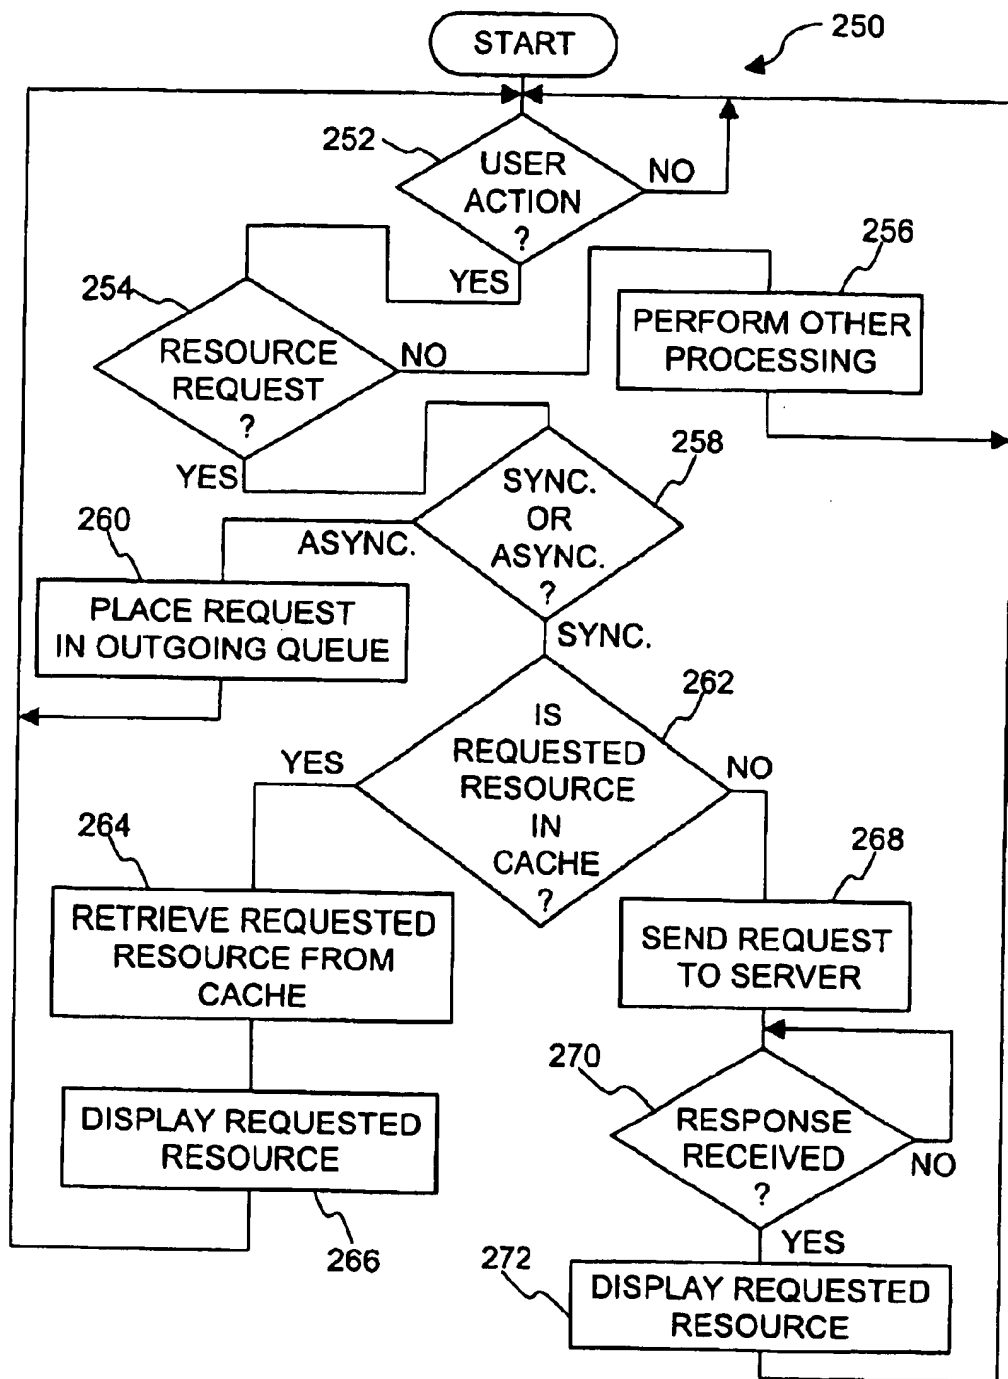 START
250
252
USER
ACTION
?
NO
YES
256
PERFORM OTHER
PROCESSING
254
RESOURCE
REQUEST
?
NO
YES
258
SYNC.
OR
ASYNC.
?
ASYNC.
SYNC.
260
PLACE REQUEST
IN OUTGOING QUEUE
262
IS
REQUESTED
RESOURCE
IN
CACHE
?
YES
NO
264
RETRIEVE REQUESTED
RESOURCE FROM
CACHE
268
SEND REQUEST
TO SERVER
DISPLAY REQUESTED
RESOURCE
266
270
RESPONSE
RECEIVED
?
NO
YES
272
DISPLAY REQUESTED
RESOURCE